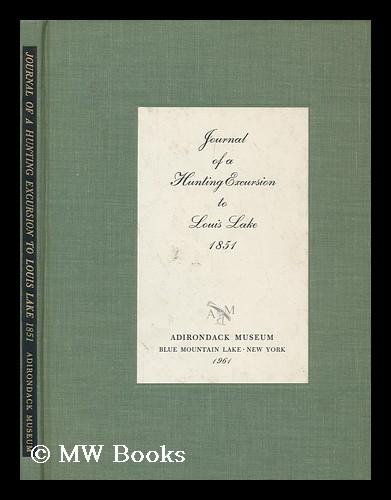 JOURNAL OF A HUNTING EXCURSION TO LOUIS LAKE 1851 ADIRONDACK MUSEUM
Journal
of a
Hunting Excursion
to
Louis Lake
1851
A M
ADIRONDACK MUSEUM
BLUE MOUNTAIN LAKE · NEW YORK
1961
© MW Books